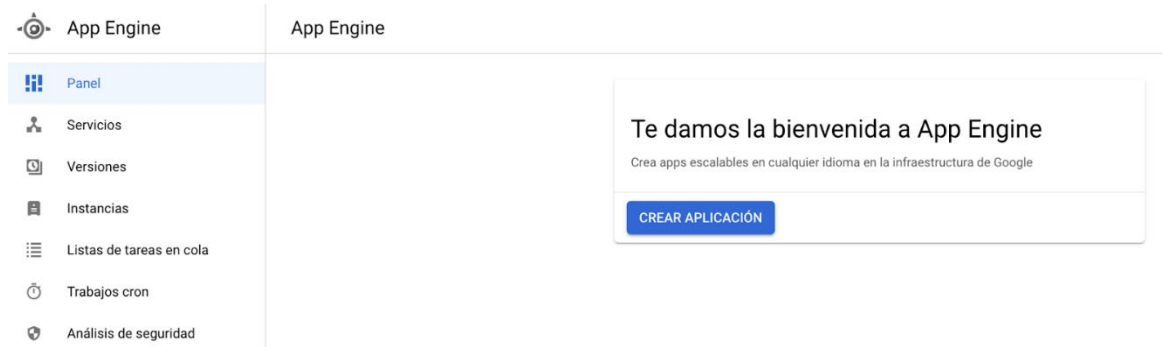 App Engine
App Engine
Panel
Servicios
Versiones
Instancias
Listas de tareas en cola
Trabajos cron
Análisis de seguridad
Te damos la bienvenida a App Engine
Crea apps escalables en cualquier idioma en la infraestructura de Google
CREAR APLICACIÓN